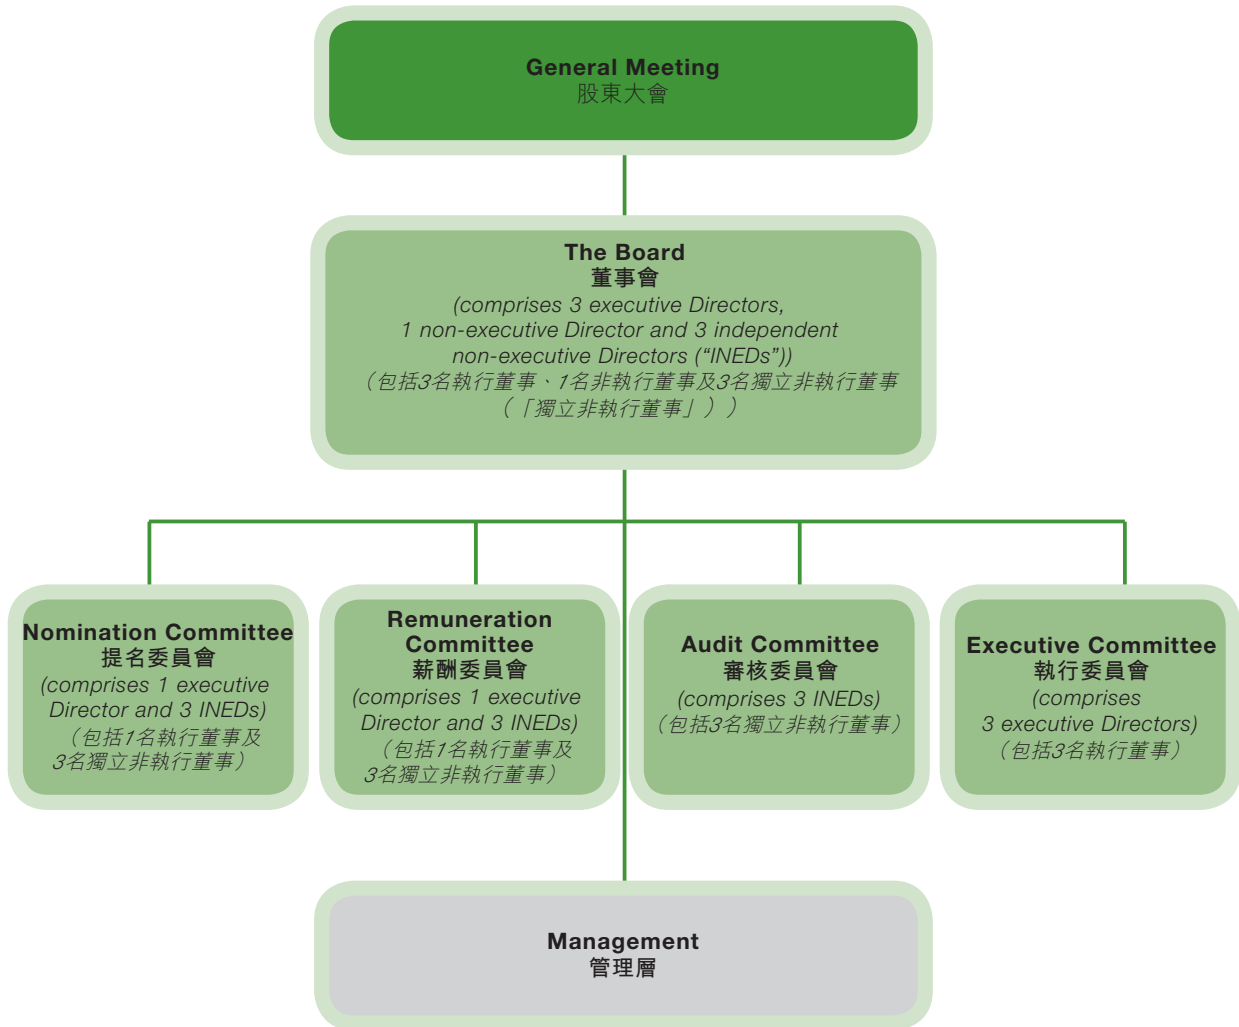 General Meeting
股東大會
The Board
董事會
(comprises 3 executive Directors,
1 non-executive Director and 3 independent
non-executive Directors (“INEDs”))
（包括3名執行董事、1名非執行董事及3名獨立非執行董事
（「獨立非執行董事」））
Nomination Committee
提名委員會
(comprises 1 executive
Director and 3 INEDs)
（包括1名執行董事及
3名獨立非執行董事）
Remuneration
Committee
薪酬委員會
(comprises 1 executive
Director and 3 INEDs)
（包括1名執行董事及
3名獨立非執行董事）
Audit Committee
審核委員會
(comprises 3 INEDs)
（包括3名獨立非執行董事）
Executive Committee
執行委員會
(comprises
3 executive Directors)
（包括3名執行董事）
Management
管理層